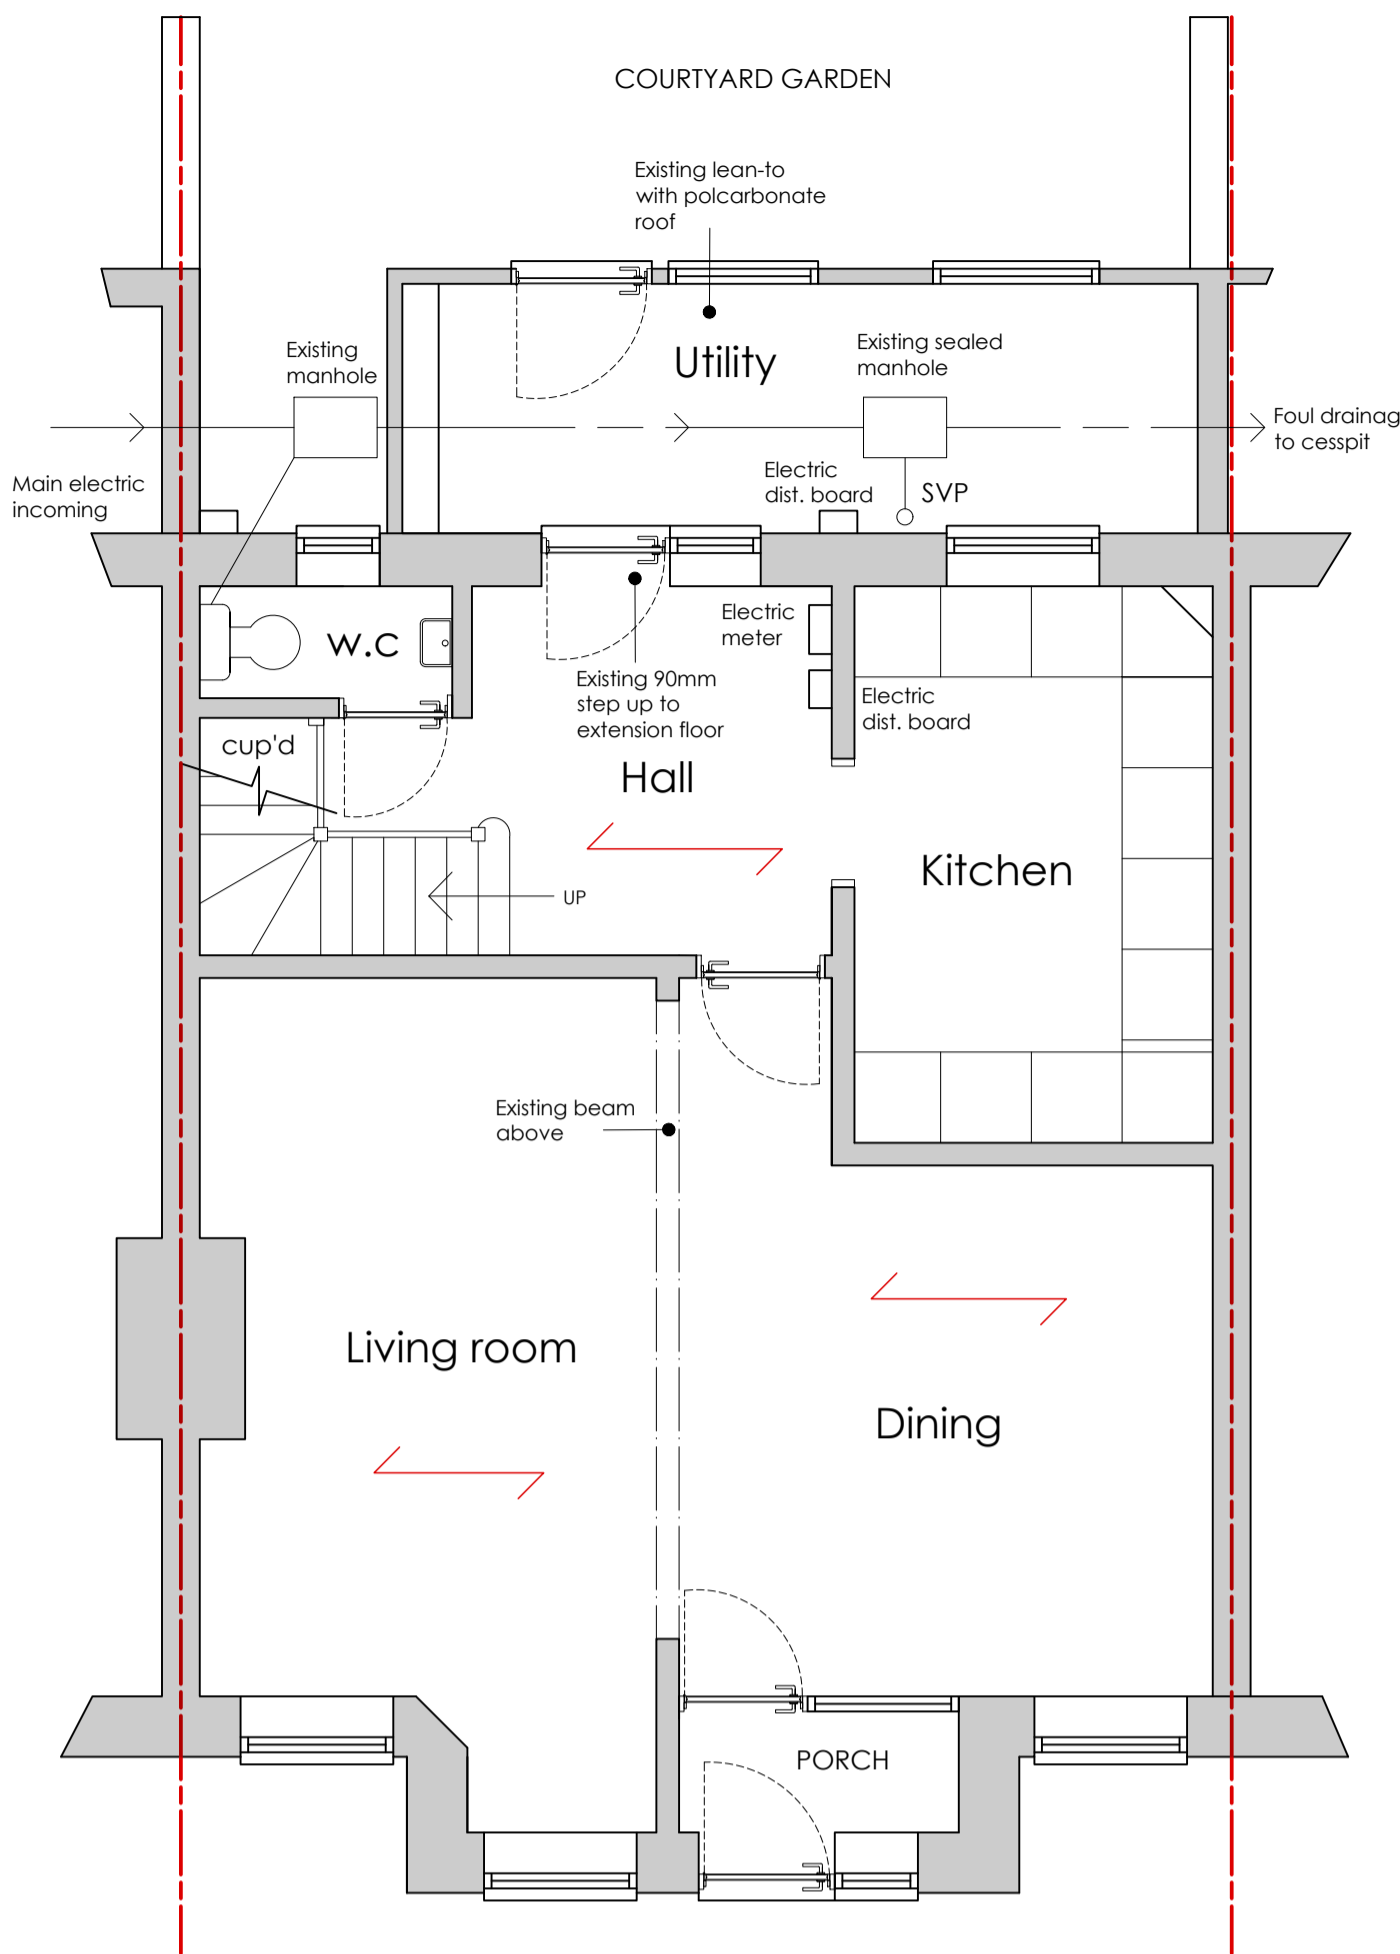 COURTYARD GARDEN
Existing lean-to
with polcarbonate
roof
Existing
manhole
Utility
Existing sealed
manhole
Foul drainag
to cesspit
Main electric
incoming
Electric
dist. board
SVP
W.C
Electric
meter
Existing 90mm
step up to
extension floor
Electric
dist. board
cup'd
Hall
Kitchen
UP
Existing beam
above
Living room
Dining
PORCH